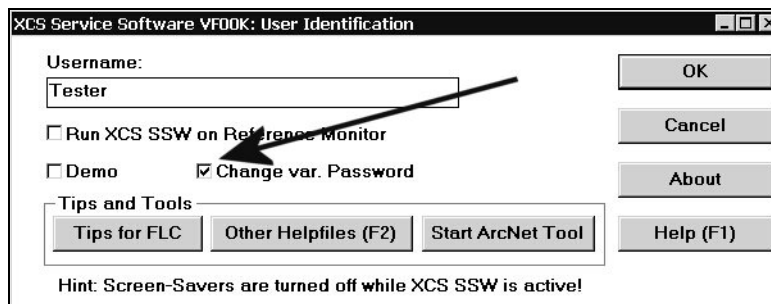 XCS Service Software VF00K: User Identification
Username:
Tester
OK
Run XCS SSW on Reference Monitor
Cancel
Demo
Change var. Password
About
Tips and Tools
Tips for FLC
Other Helpfiles (F2)
Start ArcNet Tool
Help (F1)
Hint: Screen-Savers are turned off while XCS SSW is active!